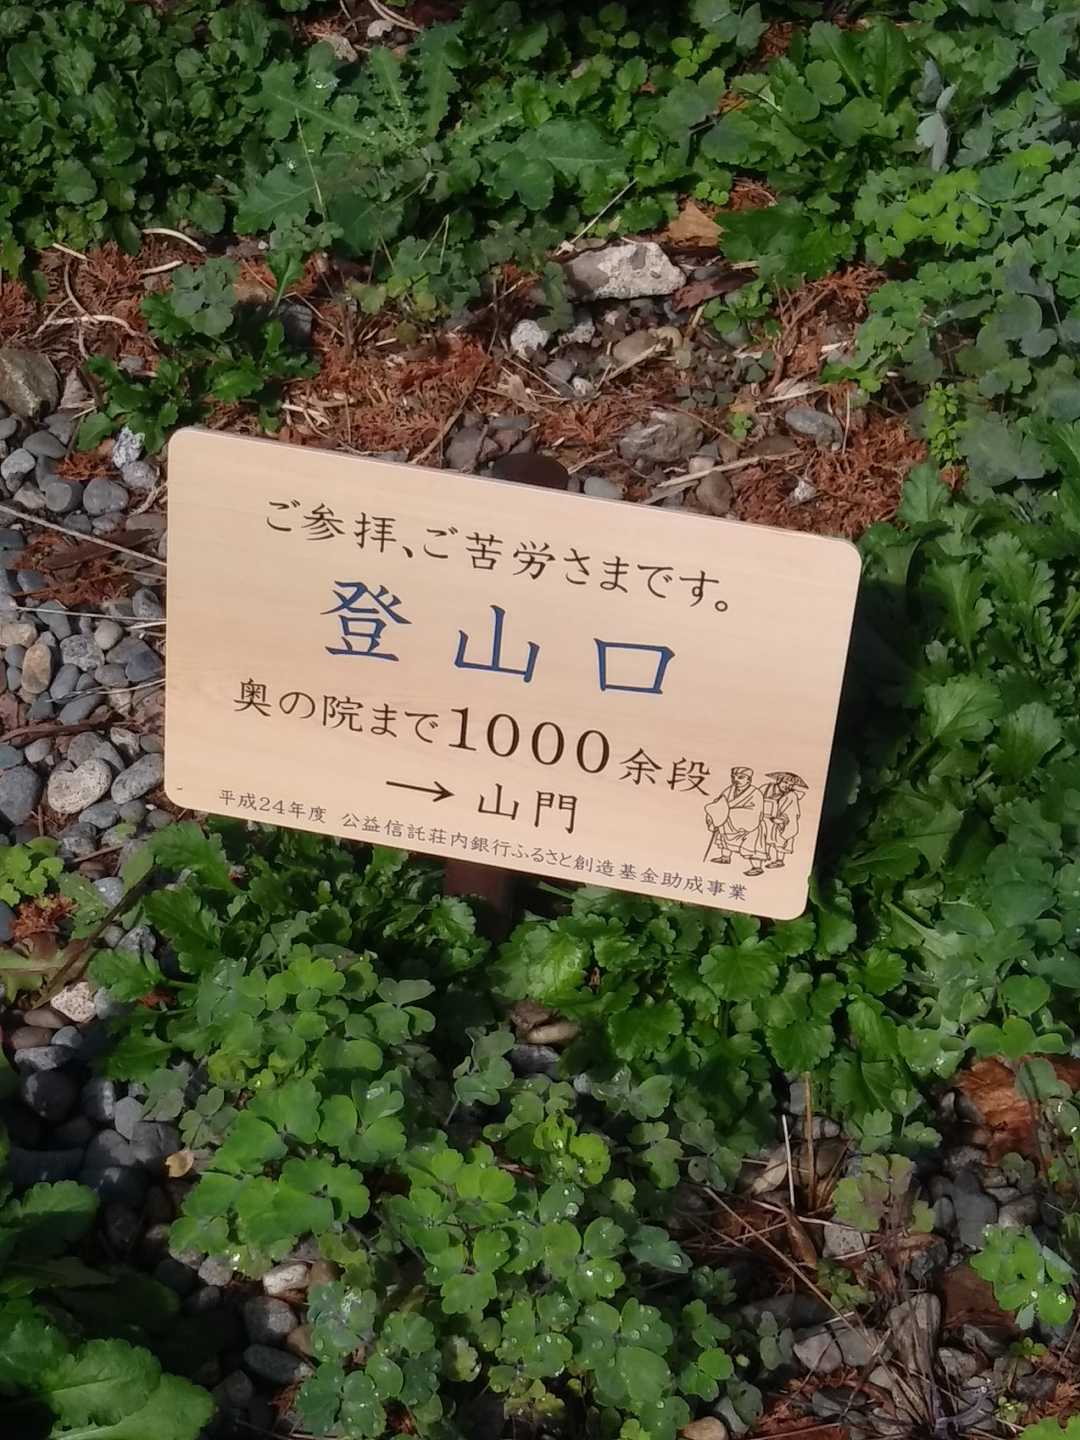 ご参拝、ご苦労さまです。
登山口
奥の院まで1000余段
→山門
平成24年度 公益信託荘内銀行ふるさと創造基金助成事業